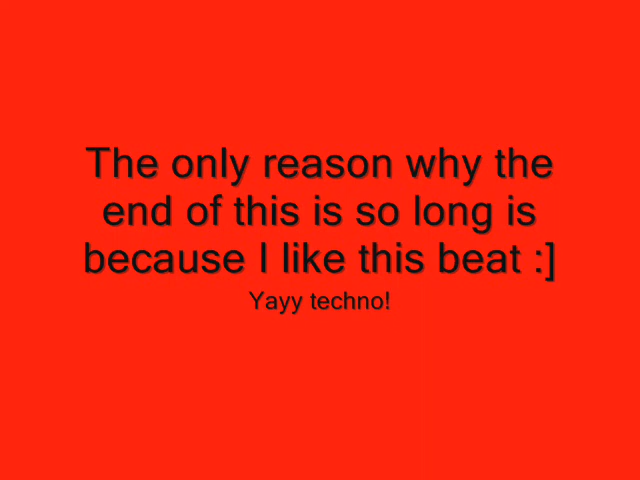 The only reason why the
end of this is so long is
because I like this beat :]
Yayy techno!